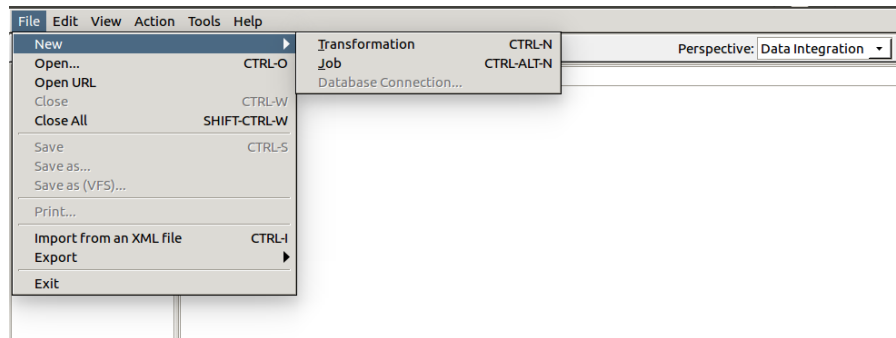 File Edit View Action Tools Help
New
Transformation CTRL-N
Perspective: Data Integration
Open... CTRL-O
Job CTRL-ALT-N
Open URL
Database Connection...
Close CTRL-W
Close All SHIFT-CTRL-W
Save CTRL-S
Save as...
Save as (VFS)...
Print...
Import from an XML file CTRL-I
Export
Exit